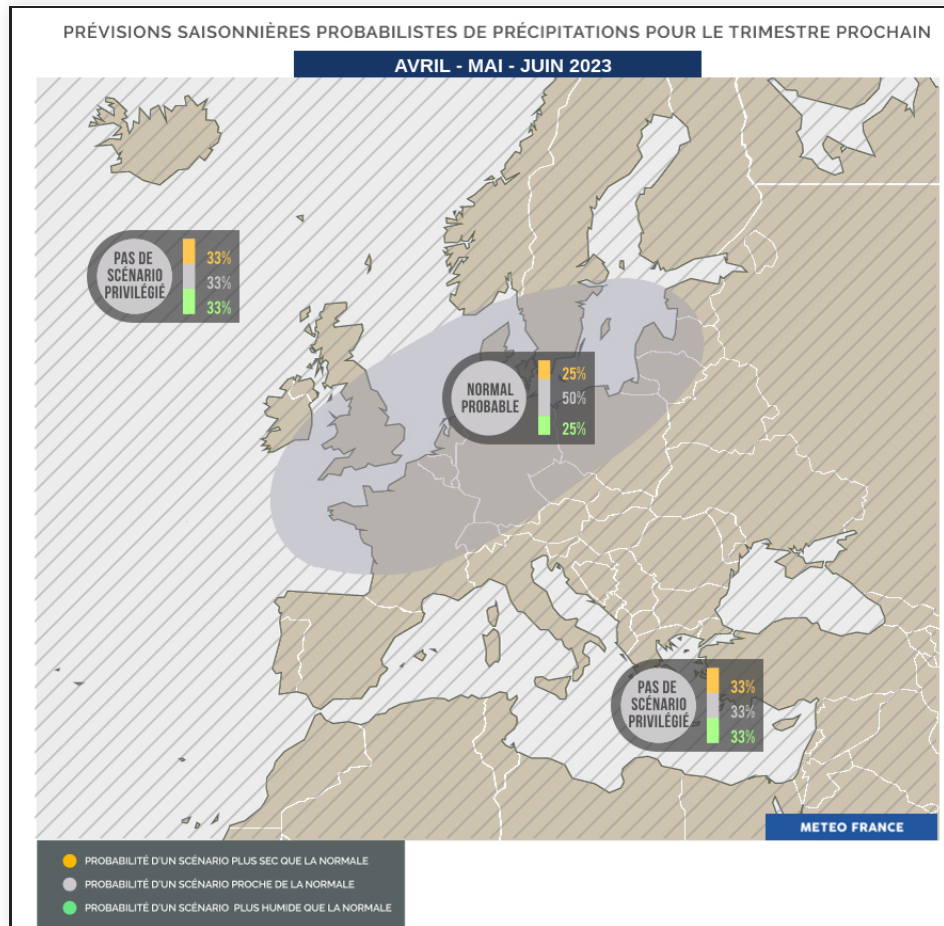 PRÉVISIONS SAISONNIÈRES PROBABILISTES DE PRÉCIPITATIONS POUR LE TRIMESTRE PROCHAIN
AVRIL - MAI - JUIN 2023
PAS DE
SCÉNARIO
PRIVILÉGIÉ
33%
33%
33%
NORMAL
PROBABLE
25%
50%
25%
PAS DE
SCÉNARIO
PRIVILÉGIÉ
33%
33%
33%
METEO FRANCE
PROBABILITÉ D'UN SCÉNARIO PLUS SEC QUE LA NORMALE
PROBABILITÉ D'UN SCÉNARIO PROCHE DE LA NORMALE
PROBABILITÉ D'UN SCÉNARIO PLUS HUMIDE QUE LA NORMALE